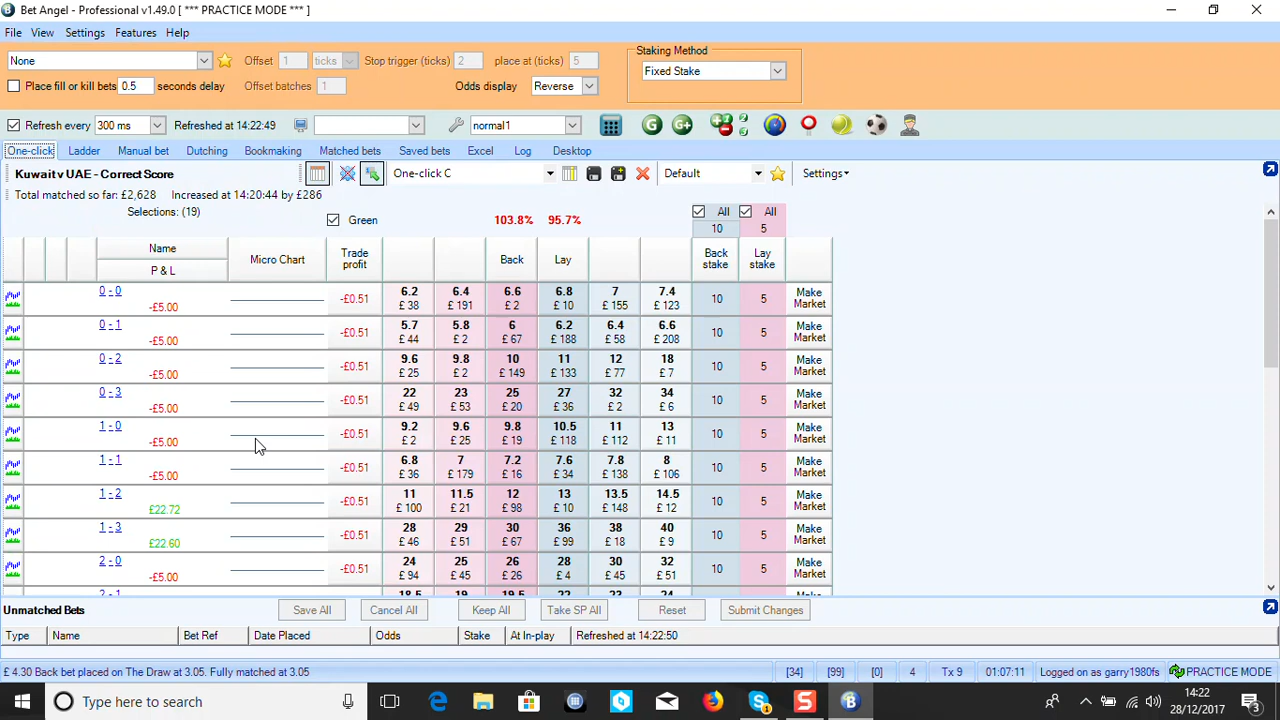 Bet Angel - Professional v1.49.0 [ *** PRACTICE MODE *** ]
File View Settings Features Help
Staking Method
None Offset 1 ticks Stop trigger (ticks) 2 place at (ticks) 5 Fixed Stake
Place fill or kill bets 0.5 seconds delay Offset batches 1 Odds display Reverse
Refresh every 300 ms Refreshed at 14:22:49 normal1 G G+
One-click Ladder Manual bet Dutching Bookmaking Matched bets Saved bets Excel Log Desktop
Kuwait v UAE - Correct Score One-click C Default Settings
Total matched so far: £2,628 Increased at 14:20:44 by £286
Selections: (19) Green 103.8% 95.7% All All
10 5
Name Micro Chart Trade profit Back Lay Back stake Lay stake
P & L
0 - 0 6.2 6.4 6.6 6.8 7 7.4 Make
-£5.00 -£0.51 £ 38 £ 191 £ 2 £ 10 £ 155 £ 123 10 5 Market
0 - 1 5.7 5.8 6 6.2 6.4 6.6 Make
-£5.00 -£0.51 £ 44 £ 2 £ 67 £ 188 £ 58 £ 208 10 5 Market
0 - 2 9.6 9.8 10 11 12 18 Make
-£5.00 -£0.51 £ 25 £ 2 £ 149 £ 133 £ 77 £ 7 10 5 Market
0 - 3 22 23 25 27 32 34 Make
-£5.00 -£0.51 £ 49 £ 53 £ 20 £ 36 £ 2 £ 6 10 5 Market
1 - 0 9.2 9.6 9.8 10.5 11 13 Make
-£5.00 -£0.51 £ 2 £ 25 £ 19 £ 118 £ 112 £ 11 10 5 Market
1 - 1 6.8 7 7.2 7.6 7.8 8 Make
-£5.00 -£0.51 £ 36 £ 179 £ 16 £ 34 £ 138 £ 106 10 5 Market
1 - 2 11 11.5 12 13 13.5 14.5 Make
£22.72 -£0.51 £ 100 £ 21 £ 98 £ 10 £ 148 £ 12 10 5 Market
1 - 3 28 29 30 36 38 40 Make
£22.60 -£0.51 £ 46 £ 51 £ 67 £ 99 £ 18 £ 9 10 5 Market
2 - 0 24 25 26 28 30 32 Make
-£5.00 -£0.51 £ 94 £ 45 £ 26 £ 4 £ 45 £ 51 10 5 Market
Unmatched Bets Save All Cancel All Keep All Take SP All Reset Submit Changes
Type Name Bet Ref Date Placed Odds Stake At In-play Refreshed at 14:22:50
£ 4.30 Back bet placed on The Draw at 3.05. Fully matched at 3.05 [34] [99] [0] 4 Tx 9 01:07:11 Logged on as garry1980fs PRACTICE MODE
Type here to search 14:22
28/12/2017